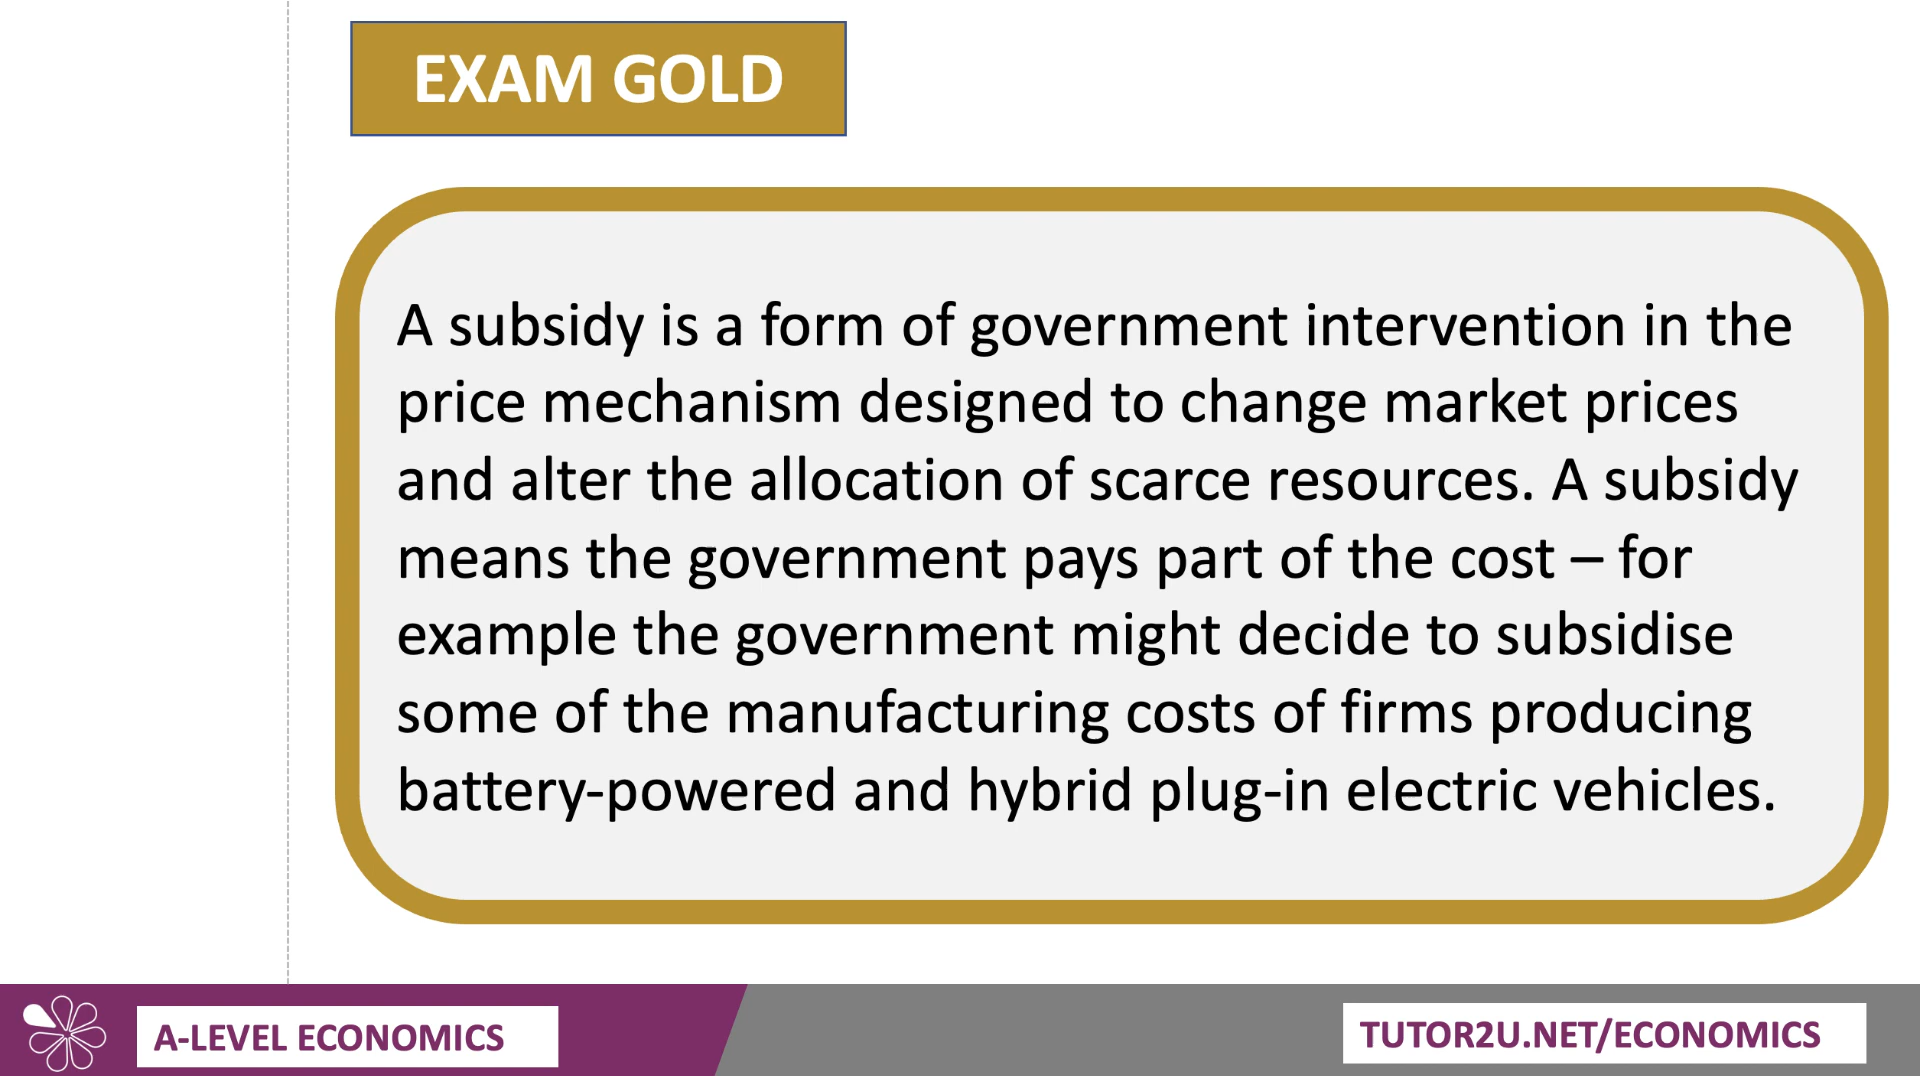 EXAM GOLD
A subsidy is a form of government intervention in the
price mechanism designed to change market prices
and alter the allocation of scarce resources. A subsidy
means the government pays part of the cost – for
example the government might decide to subsidise
some of the manufacturing costs of firms producing
battery-powered and hybrid plug-in electric vehicles.
A-LEVEL ECONOMICS
TUTOR2U.NET/ECONOMICS